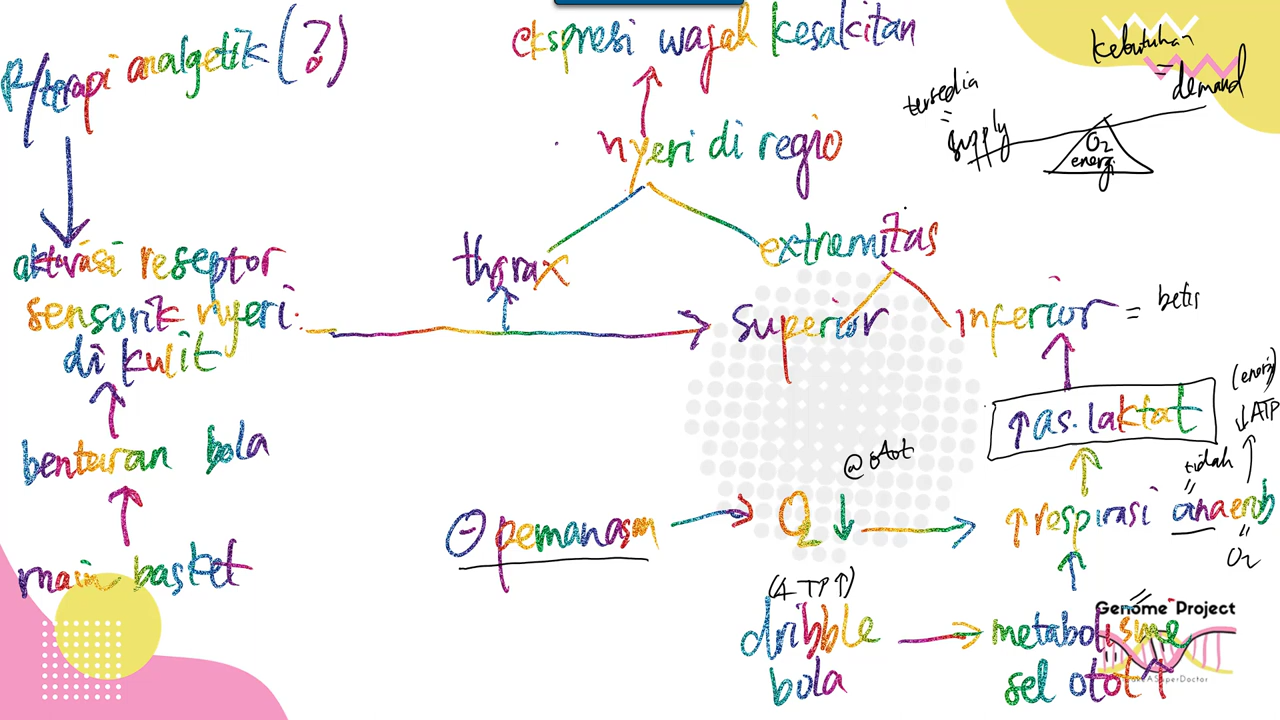 R/terapi analgetik (?)
ekspresi wajah kesakitan
kebutuhan
=
demand
tersedia
=
supply
O2
energi
nyeri di regio
thorax
extremitas
aktivasi reseptor
sensorik nyeri
di kulit
superior
inferior = betis
benturan bola
↑ as. laktat
(energi)
↓ATP
@otot
tidak
=
⊖ pemanasan
O2 ↓
↑ respirasi anaerob
=
O2
main basket
(ATP↑)
dribble
bola
metabolisme
sel otot ↑
Genome Project